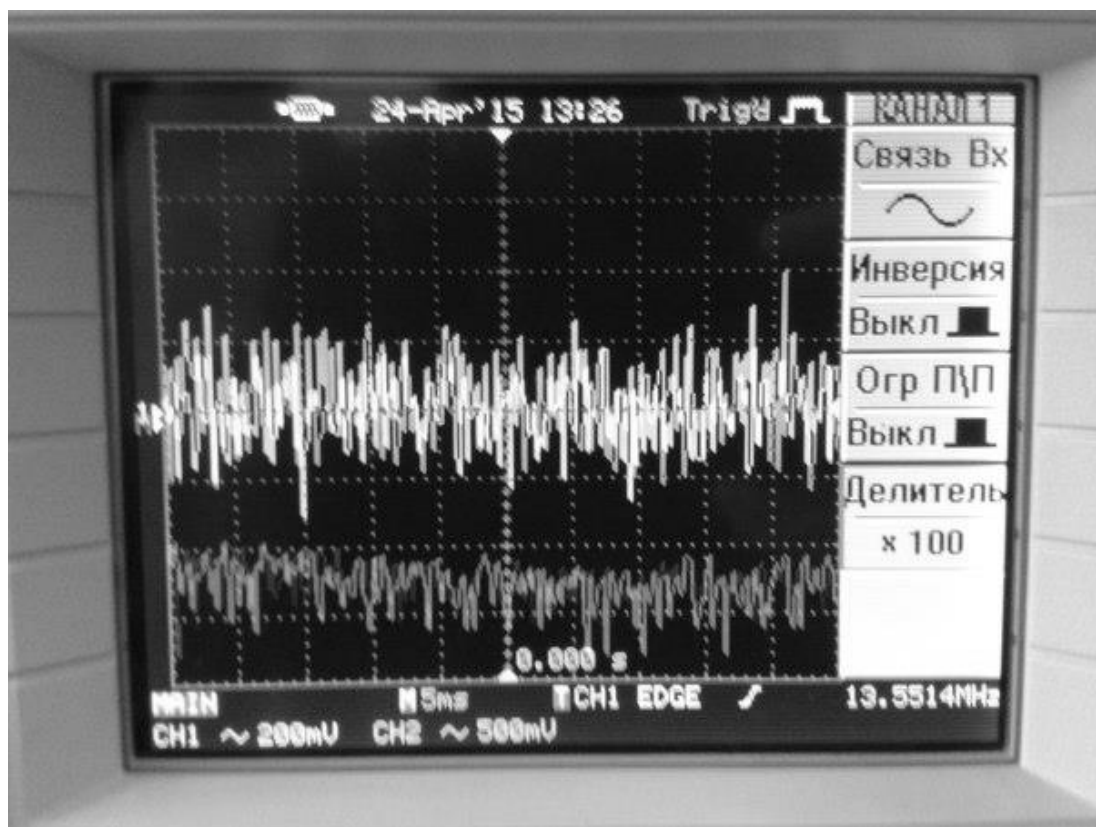 24-Apr'15 13:26 Trig'd
КАНАЛ 1
Связь Вх
Инверсия
Выкл
Огр П\П
Выкл
Делитель
x 100
0.000 s
MAIN M 5ms T CH1 EDGE 13.5514MHz
CH1 ~ 200mV CH2 ~ 500mV